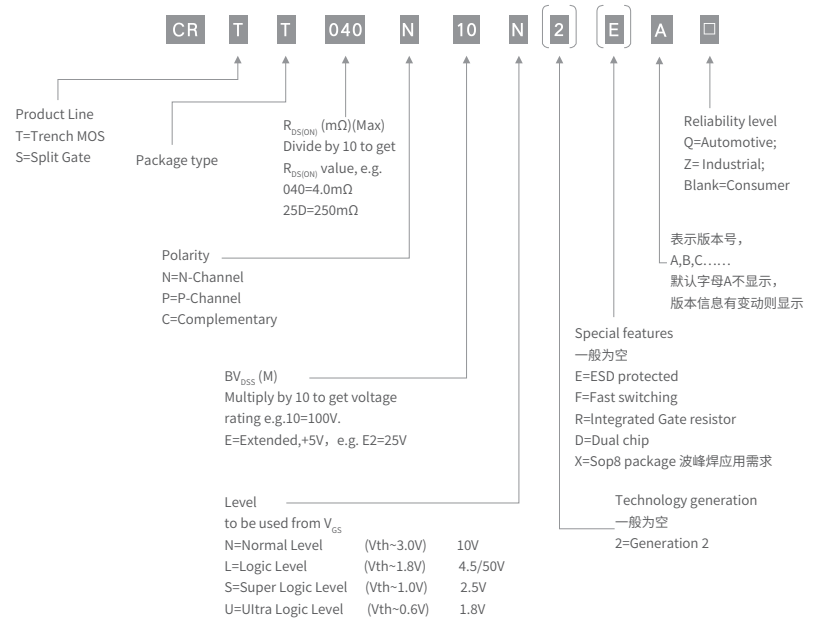 CR T T 040 N 10 N 2 E A □
Product Line
T=Trench MOS
S=Split Gate
Package type
RDS(ON) (mΩ)(Max)
Divide by 10 to get
RDS(ON) value, e.g.
040=4.0mΩ
25D=250mΩ
Reliability level
Q=Automotive;
Z= Industrial;
Blank=Consumer
表示版本号，
A,B,C……
默认字母A不显示，
版本信息有变动则显示
Polarity
N=N-Channel
P=P-Channel
C=Complementary
Special features
一般为空
E=ESD protected
F=Fast switching
R=lntegrated Gate resistor
D=Dual chip
X=Sop8 package 波峰焊应用需求
BVDSS (M)
Multiply by 10 to get voltage
rating e.g.10=100V.
E=Extended,+5V，e.g. E2=25V
Technology generation
一般为空
2=Generation 2
Level
to be used from VGS
N=Normal Level (Vth~3.0V) 10V
L=Logic Level (Vth~1.8V) 4.5/50V
S=Super Logic Level (Vth~1.0V) 2.5V
U=UItra Logic Level (Vth~0.6V) 1.8V